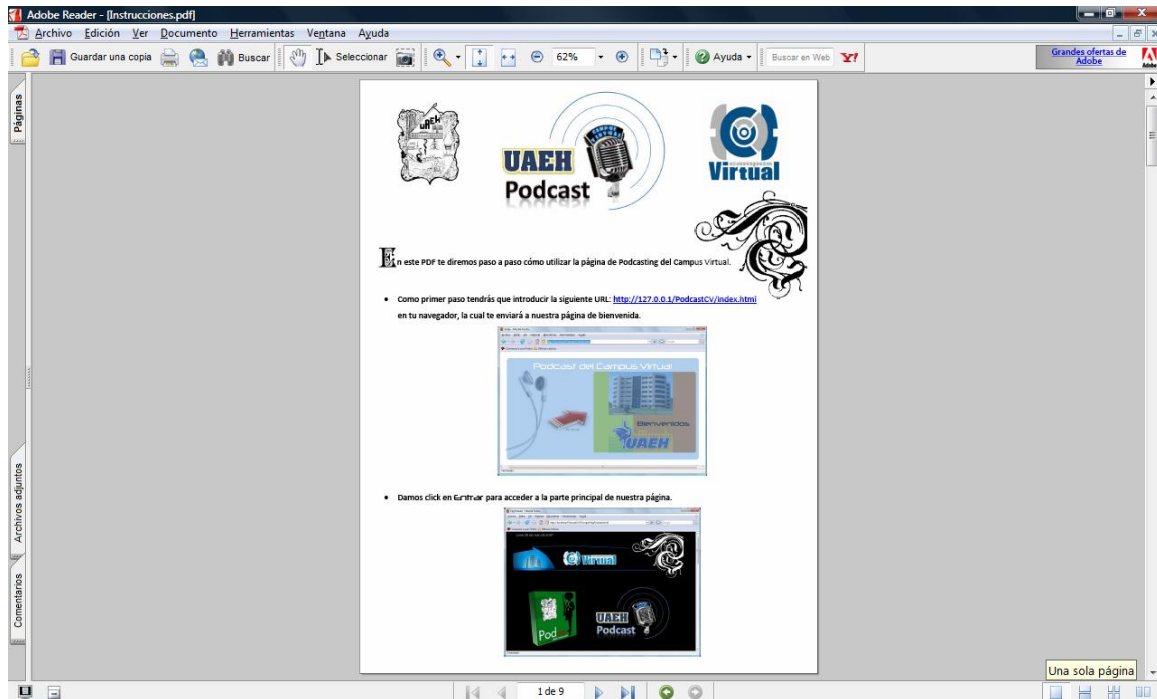 Adobe Reader - [Instrucciones.pdf]
Archivo Edición Ver Documento Herramientas Ventana Ayuda
Guardar una copia Buscar Seleccionar 62% Ayuda Buscar en Web Y! Grandes ofertas de Adobe Adobe
Páginas
Archivos adjuntos
Comentarios
UAEH
CAMPUS VIRTUAL
UAEH
Podcast
Virtual
En este PDF te diremos paso a paso cómo utilizar la página de Podcasting del Campus Virtual.
• Como primer paso tendrás que introducir la siguiente URL: http://127.0.0.1/PodcastCV/index.html
en tu navegador, la cual te enviará a nuestra página de bienvenida.
Podcast del Campus Virtual
Bienvenidos
UAEH
• Damos click en Entrar para acceder a la parte principal de nuestra página.
Virtual
Pod
UAEH
Podcast
Una sola página
1 de 9